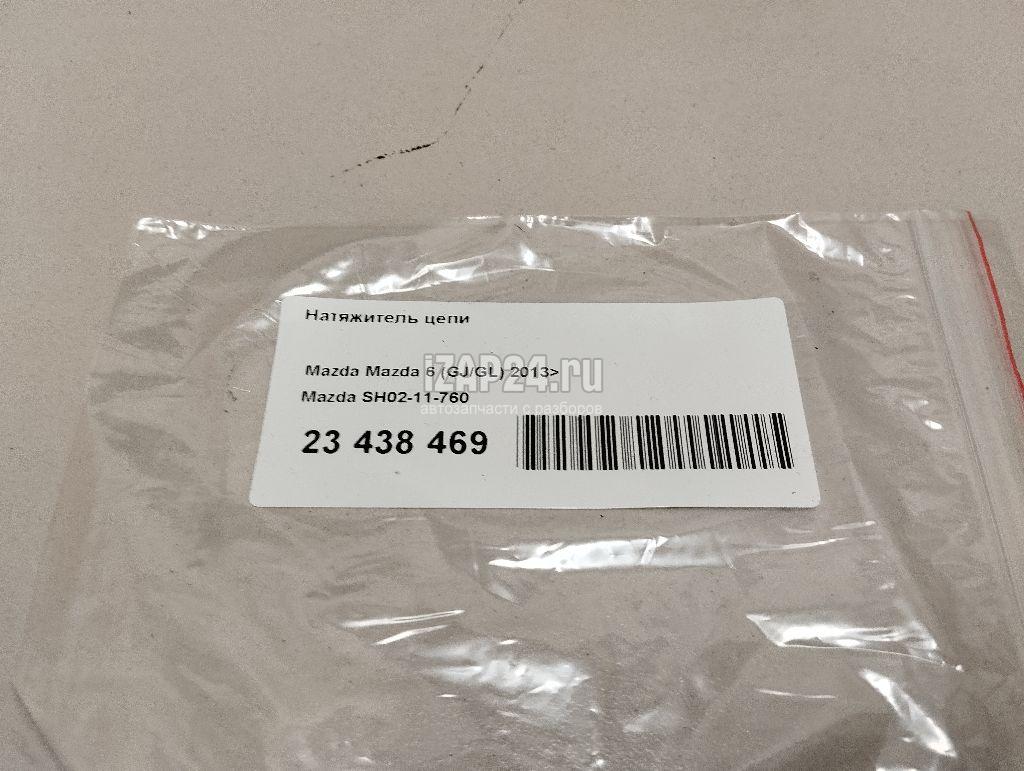 Натяжитель цепи
Mazda Mazda 6 (GJ/GL) 2013>
iZAP24.ru
Mazda SH02-11-760
автозапчасти с разборов
23 438 469